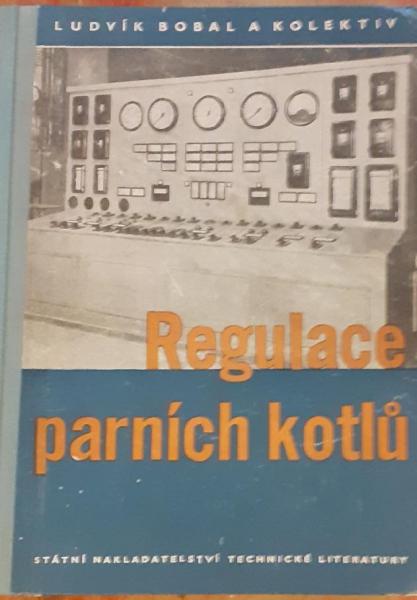 LUDVÍK BOBAL A KOLEKTIV
Regulace
parních kotlů
STÁTNÍ NAKLADATELSTVÍ TECHNICKÉ LITERATURY